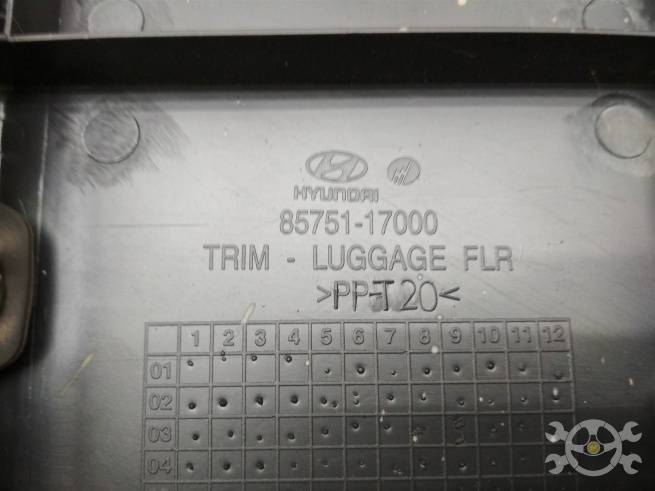 HYUNDAI
85751-17000
TRIM - LUGGAGE FLR
>PP-T20<
1 2 3 4 5 6 7 8 9 10 11 12
01
02
03
04